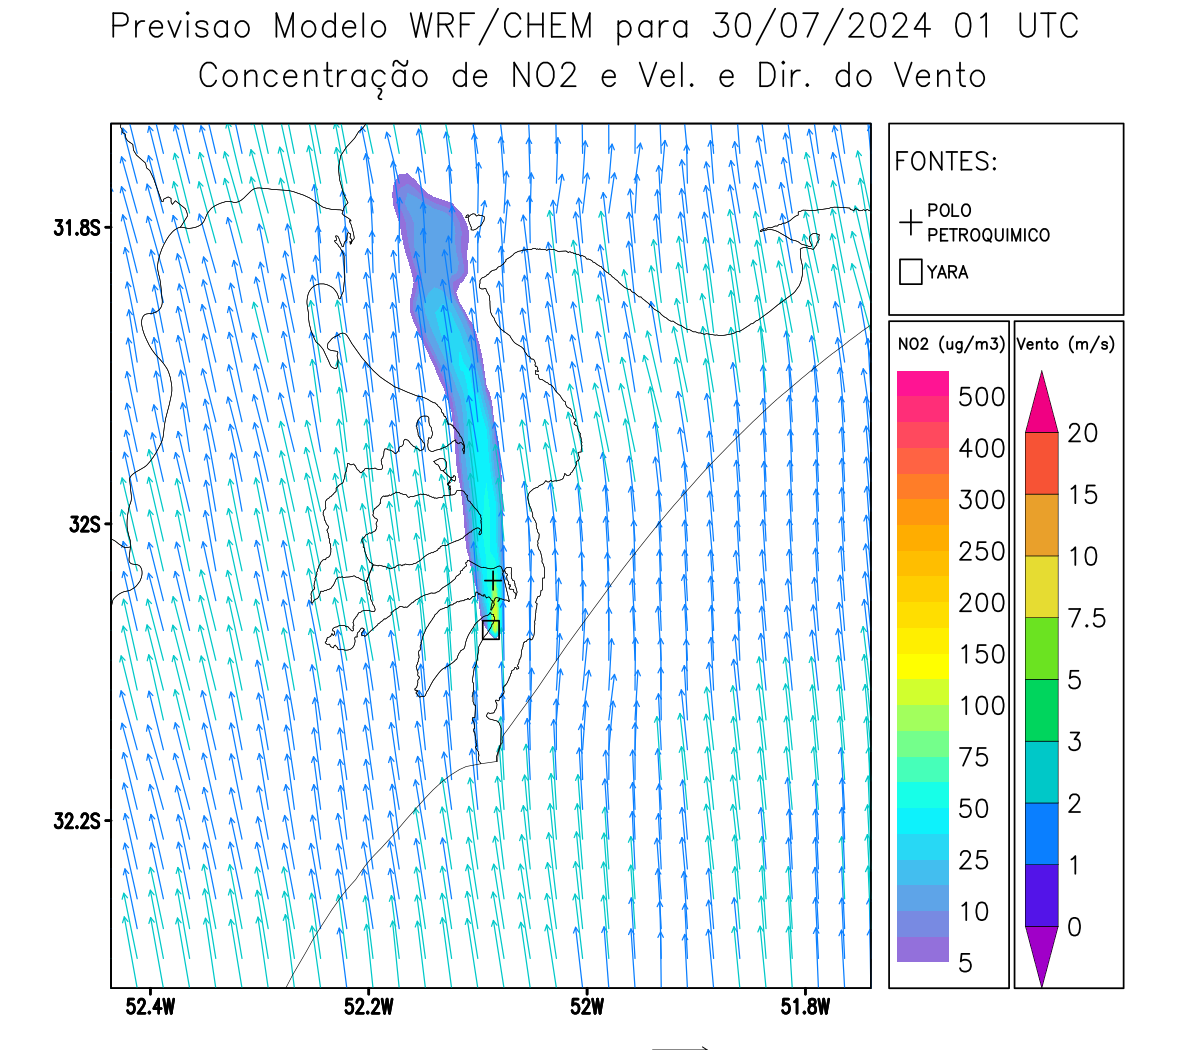 Previsao Modelo WRF/CHEM para 30/07/2024 01 UTC
Concentração de NO2 e Vel. e Dir. do Vento
FONTES:
POLO
PETROQUIMICO
YARA
31.8S
32S
32.2S
52.4W
52.2W
52W
51.8W
NO2 (ug/m3)
500
400
300
250
200
150
100
75
50
25
10
5
Vento (m/s)
20
15
10
7.5
5
3
2
1
0